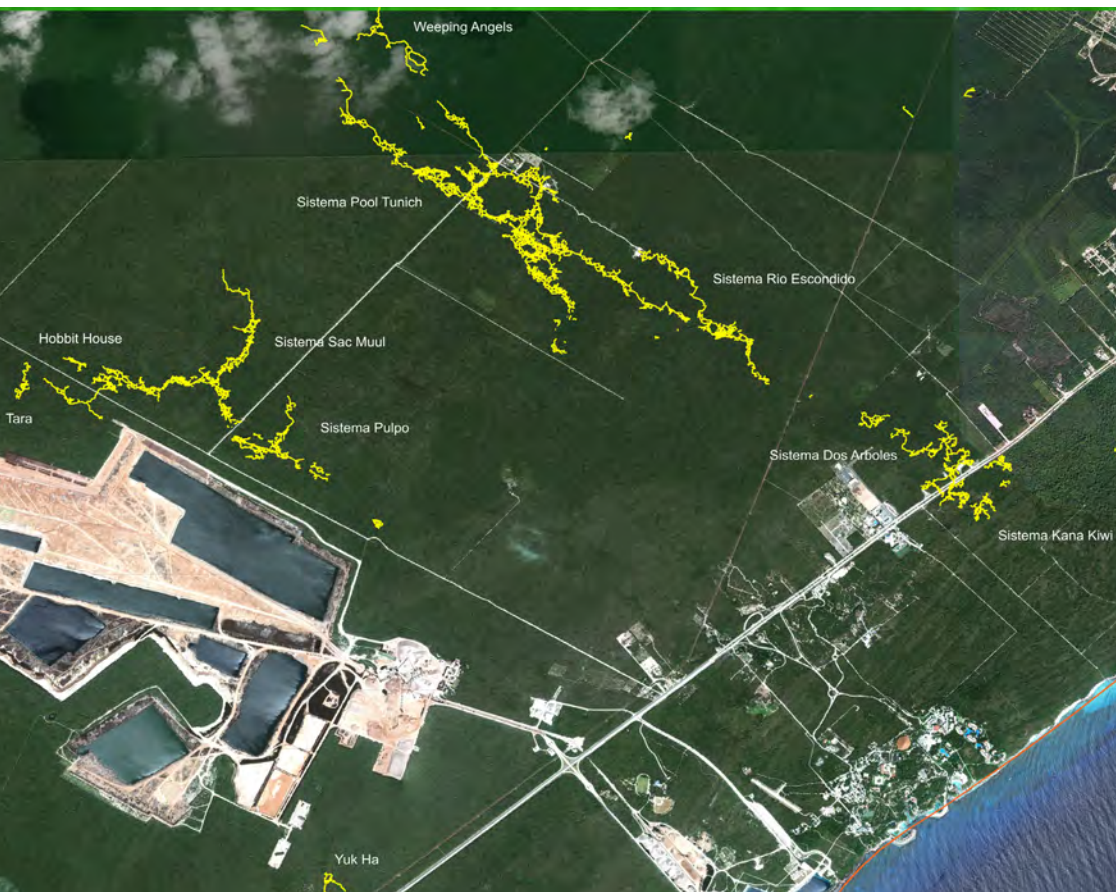 Weeping Angels
Sistema Pool Tunich
Sistema Rio Escondido
Hobbit House
Sistema Sac Muul
Tara
Sistema Pulpo
Sistema Dos Arboles
Sistema Kana Kiwi
Yuk Ha